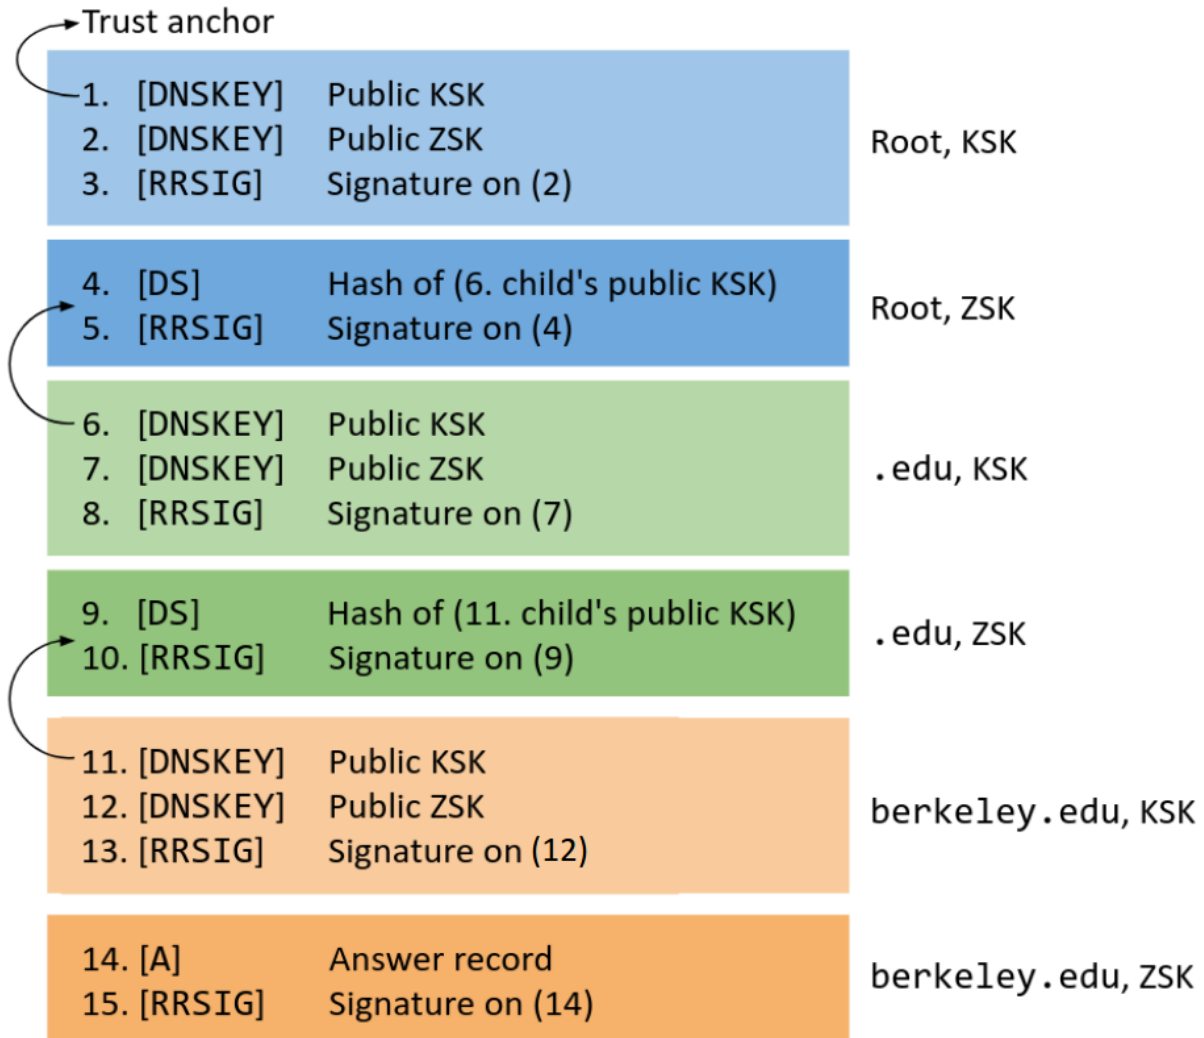 Trust anchor
1. [DNSKEY] Public KSK
2. [DNSKEY] Public ZSK
3. [RRSIG] Signature on (2)
Root, KSK
4. [DS] Hash of (6. child's public KSK)
5. [RRSIG] Signature on (4)
Root, ZSK
6. [DNSKEY] Public KSK
7. [DNSKEY] Public ZSK
8. [RRSIG] Signature on (7)
.edu, KSK
9. [DS] Hash of (11. child's public KSK)
10. [RRSIG] Signature on (9)
.edu, ZSK
11. [DNSKEY] Public KSK
12. [DNSKEY] Public ZSK
13. [RRSIG] Signature on (12)
berkeley.edu, KSK
14. [A] Answer record
15. [RRSIG] Signature on (14)
berkeley.edu, ZSK